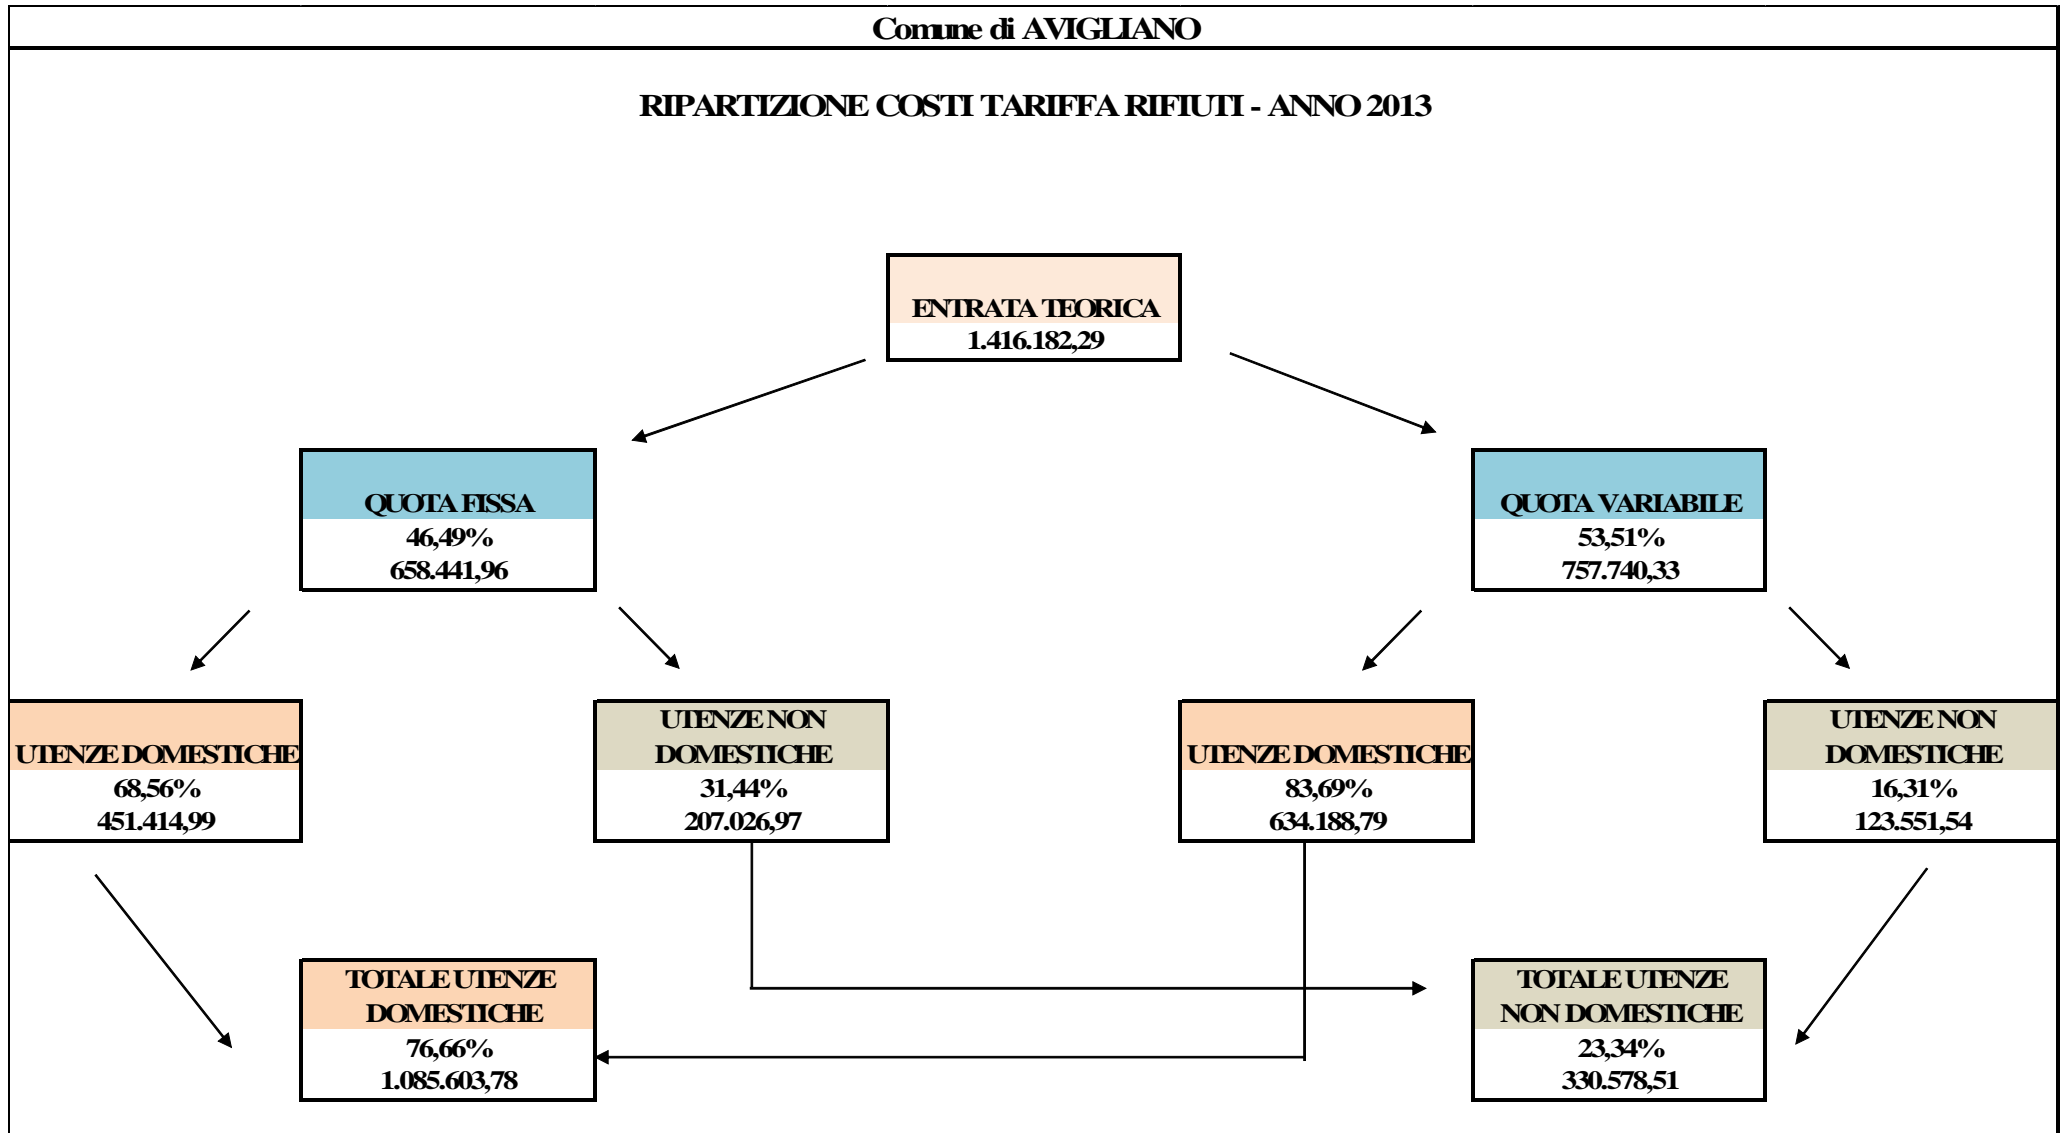 Comune di AVIGLIANO
RIPARTIZIONE COSTI TARIFFA RIFIUTI - ANNO 2013
ENTRATA TEORICA
1.416.182,29
QUOTA FISSA
46,49%
658.441,96
QUOTA VARIABILE
53,51%
757.740,33
UTENZE DOMESTICHE
68,56%
451.414,99
UTENZE NON
DOMESTICHE
31,44%
207.026,97
UTENZE DOMESTICHE
83,69%
634.188,79
UTENZE NON
DOMESTICHE
16,31%
123.551,54
TOTALE UTENZE
DOMESTICHE
76,66%
1.085.603,78
TOTALE UTENZE
NON DOMESTICHE
23,34%
330.578,51